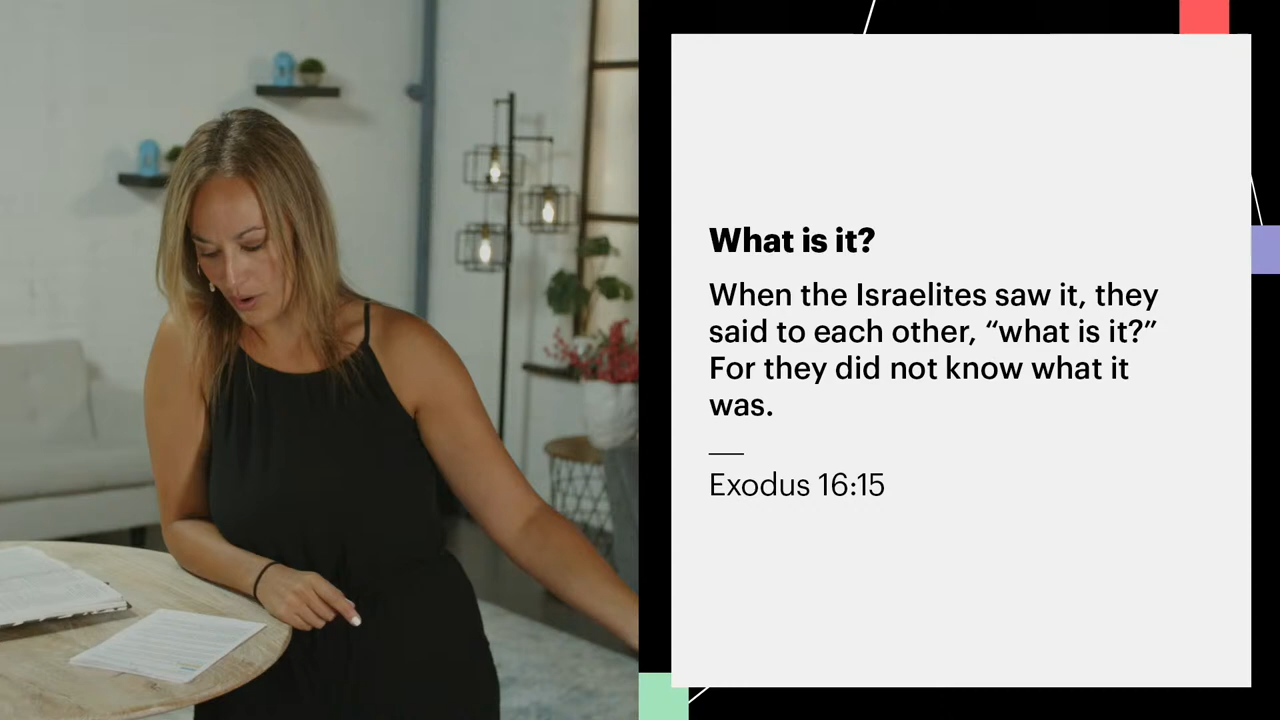 What is it?
When the Israelites saw it, they
said to each other, “what is it?”
For they did not know what it
was.
Exodus 16:15